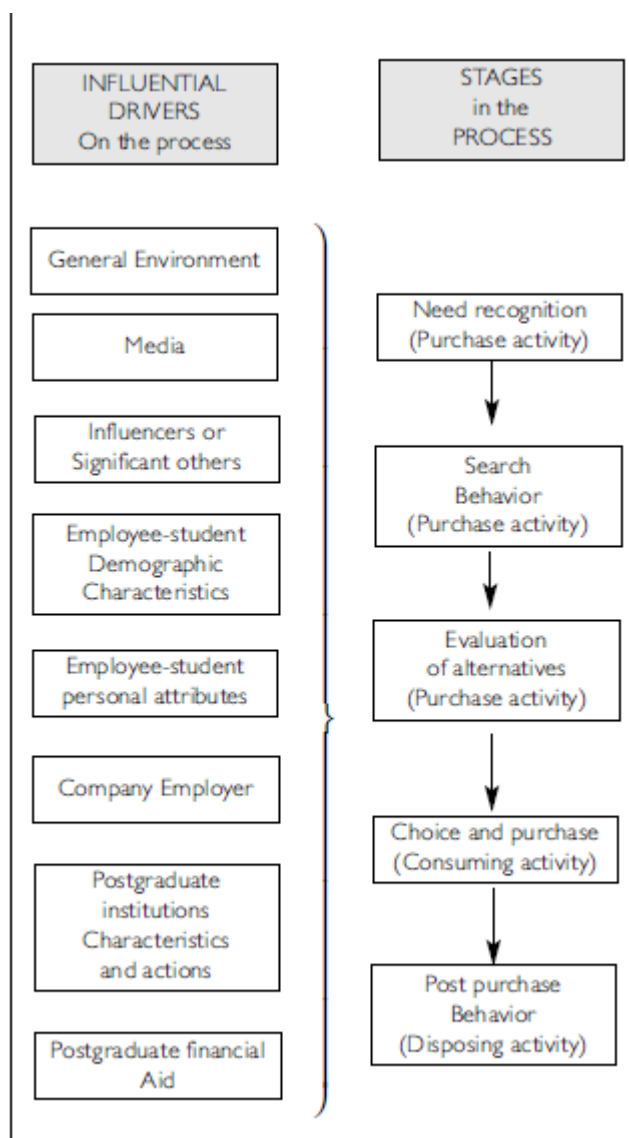 INFLUENTIAL
DRIVERS
On the process
General Environment
Media
Influencers or
Significant others
Employee-student
Demographic
Characteristics
Employee-student
personal attributes
Company Employer
Postgraduate
institutions
Characteristics
and actions
Postgraduate financial
Aid
STAGES
in the
PROCESS
Need recognition
(Purchase activity)
Search
Behavior
(Purchase activity)
Evaluation
of alternatives
(Purchase activity)
Choice and purchase
(Consuming activity)
Post purchase
Behavior
(Disposing activity)